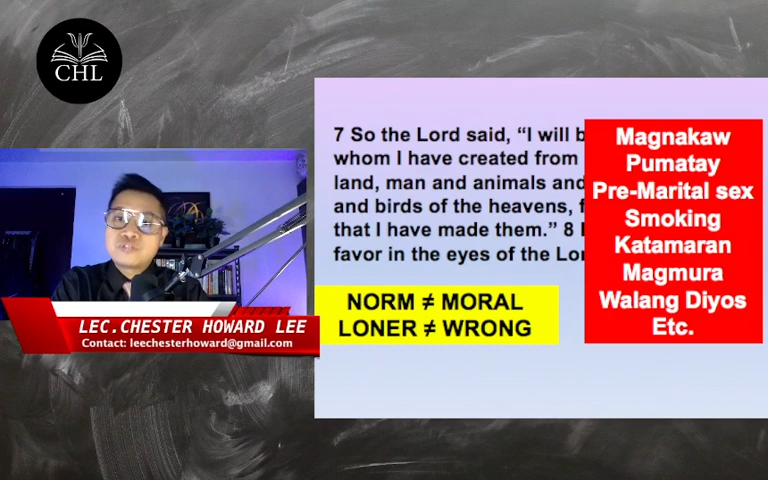 CHL
7 So the Lord said, “I will
whom I have created from
land, man and animals and
and birds of the heavens,
that I have made them.” 8
favor in the eyes of the
Magnakaw
Pumatay
Pre-Marital sex
Smoking
Katamaran
Magmura
Walang Diyos
Etc.
NORM ≠ MORAL
LONER ≠ WRONG
LEC.CHESTER HOWARD LEE
Contact: leechesterhoward@gmail.com